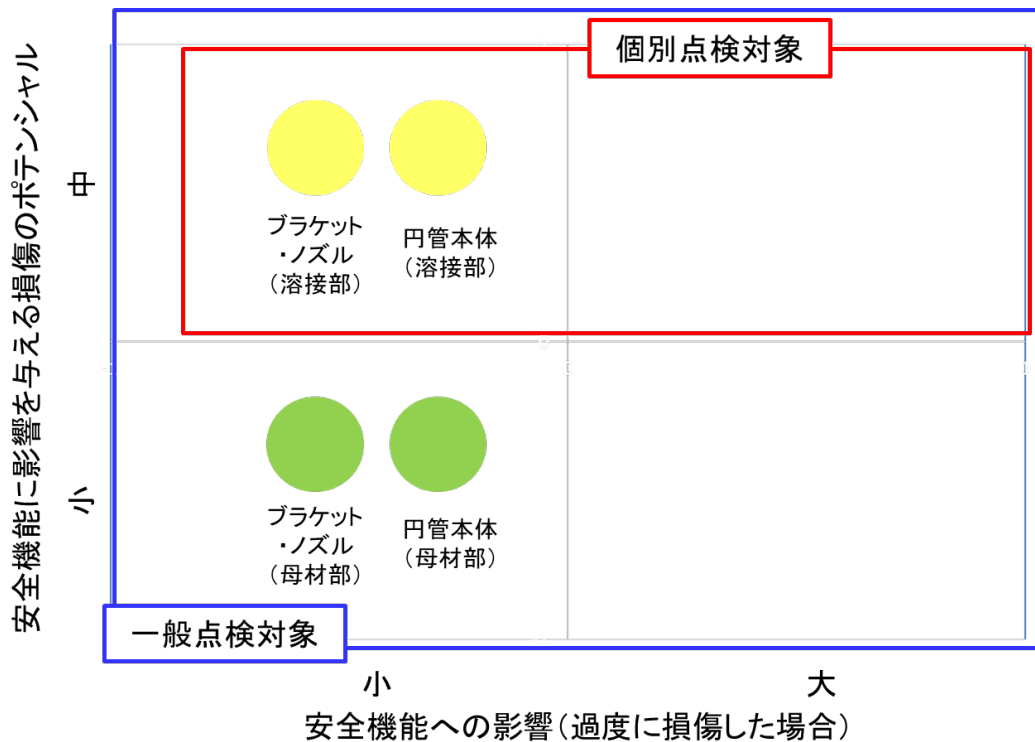 個別点検対象
安全機能に影響を与える損傷のポテンシャル
中
ブラケット
・ノズル
（溶接部）
円管本体
（溶接部）
小
ブラケット
・ノズル
（母材部）
円管本体
（母材部）
一般点検対象
小
大
安全機能への影響（過度に損傷した場合）